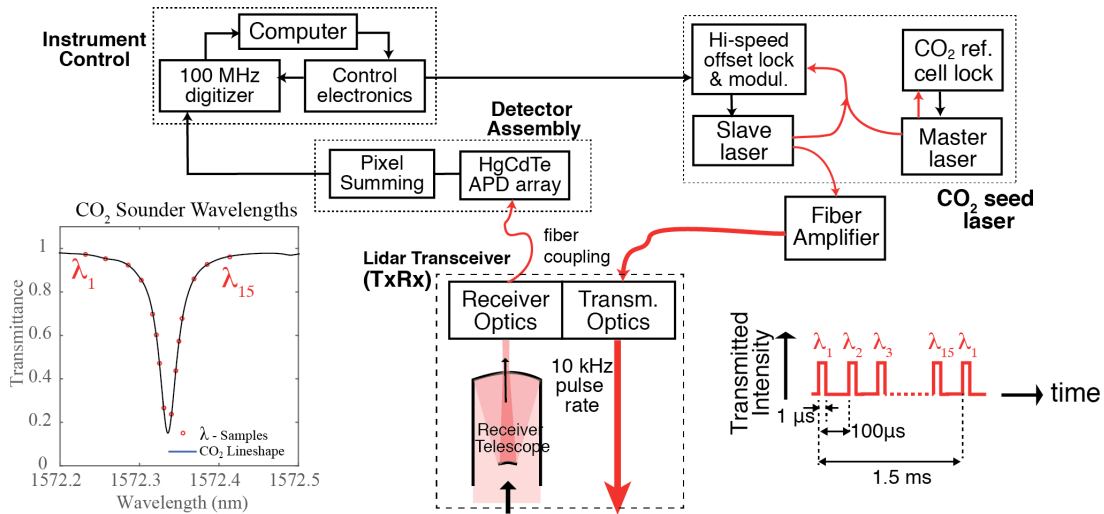 Instrument
Control
Computer
100 MHz
digitizer
Control
electronics
Hi-speed
offset lock
& modul.
CO2 ref.
cell lock
Slave
laser
Master
laser
CO2 seed
laser
Detector
Assembly
Pixel
Summing
HgCdTe
APD array
Fiber
Amplifier
fiber
coupling
Lidar Transceiver
(TxRx)
Receiver
Optics
Transm.
Optics
10 kHz
pulse
rate
Receiver
Telescope
CO2 Sounder Wavelengths
Transmittance
1
0.8
0.6
0.4
0.2
0
λ1
λ15
λ - Samples
CO2 Lineshape
1572.2
1572.3
1572.4
1572.5
Wavelength (nm)
Transmitted
Intensity
λ1 λ2 λ3 λ15 λ1
time
1 µs
100µs
1.5 ms